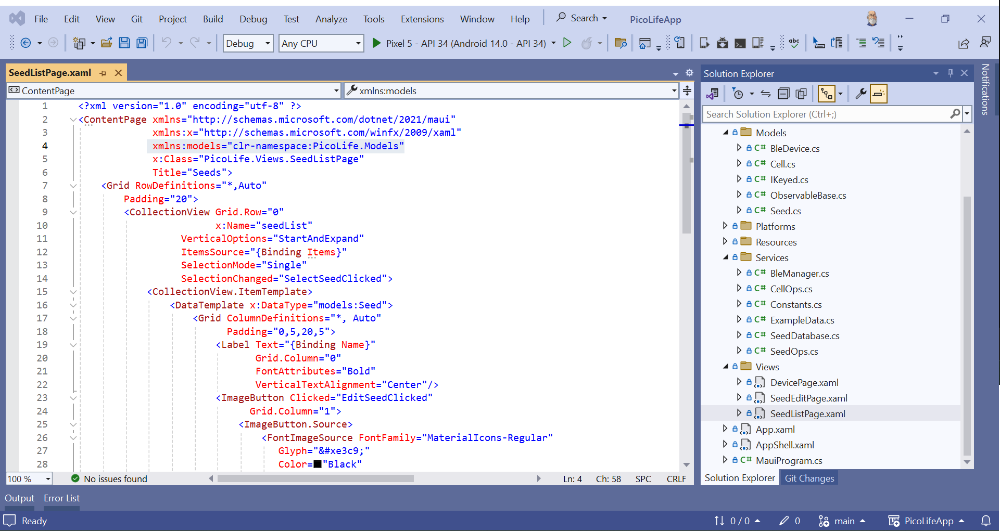 File Edit View Git Project Build Debug Test Analyze Tools Extensions Window Help Search PicoLifeApp
Debug Any CPU Pixel 5 - API 34 (Android 14.0 - API 34) abc
SeedListPage.xaml
ContentPage xmlns:models
1 <?xml version="1.0" encoding="utf-8" ?>
2 <ContentPage xmlns="http://schemas.microsoft.com/dotnet/2021/maui"
3 xmlns:x="http://schemas.microsoft.com/winfx/2009/xaml"
4 xmlns:models="clr-namespace:PicoLife.Models"
5 x:Class="PicoLife.Views.SeedListPage"
6 Title="Seeds">
7 <Grid RowDefinitions="*,Auto"
8 Padding="20">
9 <CollectionView Grid.Row="0"
10 x:Name="seedList"
11 VerticalOptions="StartAndExpand"
12 ItemsSource="{Binding Items}"
13 SelectionMode="Single"
14 SelectionChanged="SelectSeedClicked">
15 <CollectionView.ItemTemplate>
16 <DataTemplate x:DataType="models:Seed">
17 <Grid ColumnDefinitions="*, Auto"
18 Padding="0,5,20,5">
19 <Label Text="{Binding Name}"
20 Grid.Column="0"
21 FontAttributes="Bold"
22 VerticalTextAlignment="Center"/>
23 <ImageButton Clicked="EditSeedClicked"
24 Grid.Column="1">
25 <ImageButton.Source>
26 <FontImageSource FontFamily="MaterialIcons-Regular"
27 Glyph="&#xe3c9;"
28 Color="Black"
100 % No issues found Ln: 4 Ch: 58 SPC CRLF
Solution Explorer
Search Solution Explorer (Ctrl+;)
Models
C# BleDevice.cs
C# Cell.cs
C# IKeyed.cs
C# ObservableBase.cs
C# Seed.cs
Platforms
Resources
Services
C# BleManager.cs
C# CellOps.cs
C# Constants.cs
C# ExampleData.cs
C# SeedDatabase.cs
C# SeedOps.cs
Views
DevicePage.xaml
SeedEditPage.xaml
SeedListPage.xaml
App.xaml
AppShell.xaml
C# MauiProgram.cs
Solution Explorer Git Changes
Notifications
Output Error List
Ready 0 / 0 0 main PicoLifeApp